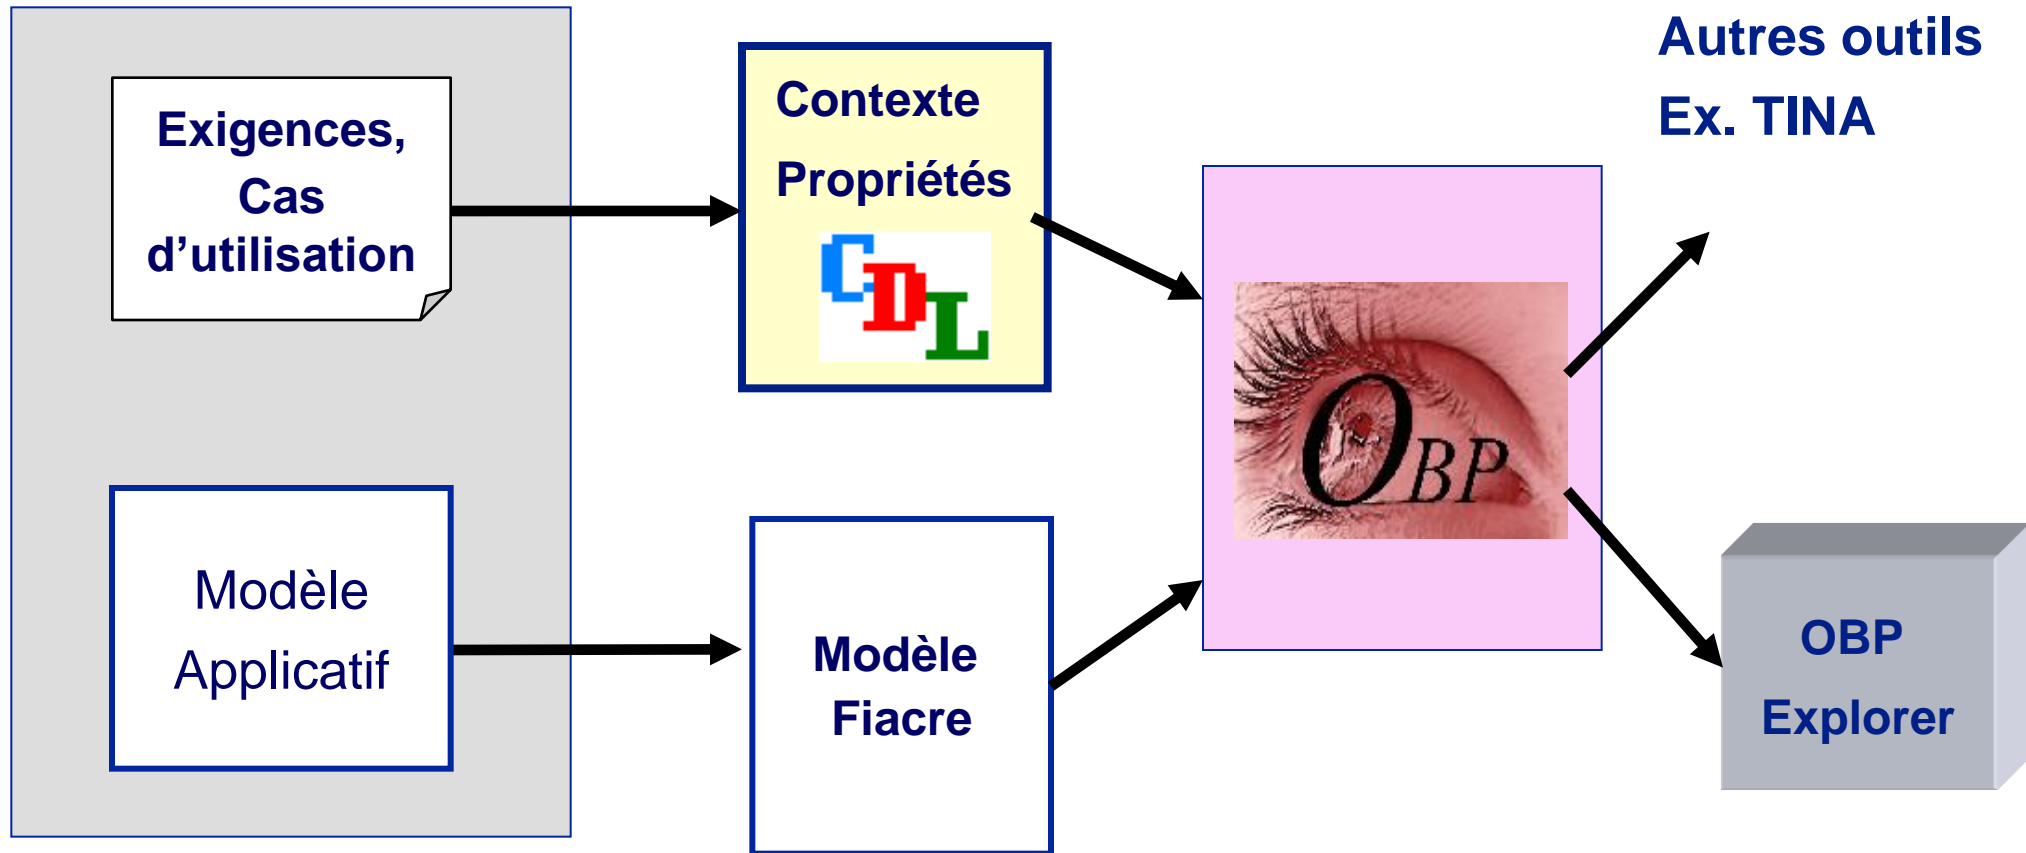 Exigences,
Cas
d’utilisation
Modèle
Applicatif
Contexte
Propriétés
CDL
Modèle
Fiacre
OBP
Autres outils
Ex. TINA
OBP
Explorer